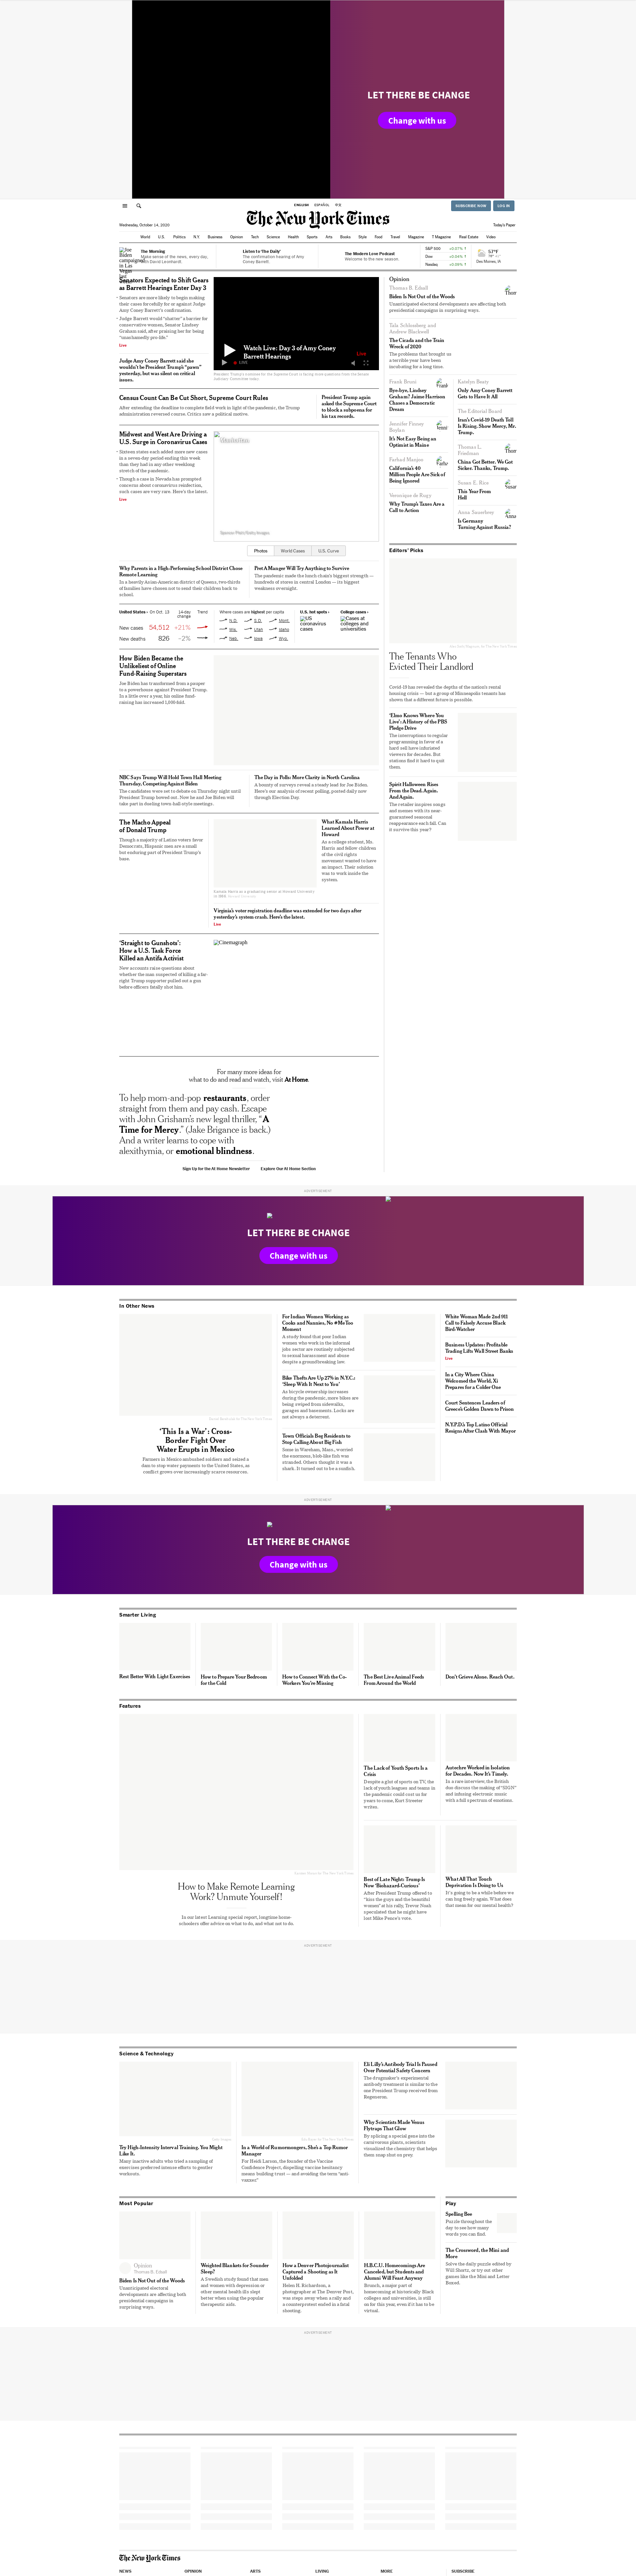 LET THERE BE CHANGE
Change with us
ENGLISH ESPAÑOL 中文
SUBSCRIBE NOW LOG IN
The New York Times
Wednesday, October 14, 2020
Today's Paper
World U.S. Politics N.Y. Business Opinion Tech Science Health Sports Arts Books Style Food Travel Magazine T Magazine Real Estate Video
The Morning
Make sense of the news, every day, with David Leonhardt.
Listen to 'The Daily'
The confirmation hearing of Amy Coney Barrett.
The Modern Love Podcast
Welcome to the new season.
S&P 500 +0.07% ↑
Dow +0.04% ↑
Nasdaq +0.09% ↑
Des Moines, IA
Senators Expected to Shift Gears as Barrett Hearings Enter Day 3
Senators are more likely to begin making their cores forcibly for or against Judge Amy Coney Barrett's confirmation.
Judge Barrett would "shatter" a barrier for conservative women, Senator Lindsey Graham said, after praising her for being "unashamedly pro-life."
Live
Judge Amy Coney Barrett said she wouldn't be President Trump's "pawn" yesterday, but was silent on critical issues.
Watch Live: Day 3 of Amy Coney Barrett Hearings
Live
LIVE
Census Count Can Be Cut Short, Supreme Court Rules
After extending the deadline to complete field work in light of the pandemic, the Trump administration reversed course. Critics saw a political motive.
President Trump again asked the Supreme Court to block a subpoena for his tax records.
Midwest and West Are Driving a U.S. Surge in Coronavirus Cases
Sixteen states each added more cases in a seven-day period ending this week than they had in any other weeklong stretch of the pandemic.
Though a case in Nevada has prompted concerns about coronavirus reinfection, such cases are very rare. Here's the latest.
Live
Manhattan
Spencer Platt/Getty Images
Photos World Cases U.S. Curve
Why Parents in a High-Performing School District Chose Remote Learning
In a heavily Asian American district of Queens, two-thirds of families have chosen not to send their children back to school.
Pret A Manger Will Try Anything to Survive
The pandemic made the lunch chain's biggest strength — hundreds of stores in central London — its biggest weakness overnight.
United States › On Oct. 13 14-day change Trend
New cases 54,512 +21%
New deaths 826 –2%
Where cases are highest per capita
N.D. S.D. Mont.
Wis. Utah Idaho
Neb. Iowa Wyo.
U.S. hot spots ›
US coronavirus cases
College cases ›
Cases at colleges and universities
How Biden Became the Unlikeliest of Online Fund-Raising Superstars
Joe Biden has transformed from a pauper to a powerhouse against President Trump. In a little over a year, his online fund-raising has increased 1,000-fold.
NBC Says Trump Will Hold Town Hall Meeting Thursday, Competing Against Biden
The candidates were set to debate on Thursday night until President Trump bowed out. Now he and Joe Biden will take part in dueling town-hall-style meetings.
The Day in Polls: More Clarity in North Carolina
A bounty of surveys reveal a steady lead for Joe Biden. Here's our analysis of recent polling, posted daily now through Election Day.
The Macho Appeal of Donald Trump
Though a majority of Latino voters favor Democrats, Hispanic men are a small but enduring part of President Trump's base.
What Kamala Harris Learned About Power at Howard
As a college student, Ms. Harris and fellow children of the civil rights movement wanted to have an impact. Their solution was to work inside the system.
Virginia's voter registration deadline was extended for two days after yesterday's system crash. Here's the latest.
Live
'Straight to Gunshots': How a U.S. Task Force Killed an Antifa Activist
New accounts raise questions about whether the man suspected of killing a far-right Trump supporter pulled out a gun before officers fatally shot him.
Cinemagraph
For many more ideas for what to do and read and watch, visit At Home.
To help mom-and-pop restaurants, order straight from them and pay cash. Escape with John Grisham's new legal thriller, "A Time for Mercy." (Jake Brigance is back.) And a writer learns to cope with alexithymia, or emotional blindness.
Sign Up for the At Home Newsletter Explore Our At Home Section
Opinion
Thomas B. Edsall
Biden Is Not Out of the Woods
Unanticipated electoral developments are affecting both presidential campaigns in surprising ways.
Tala Schlossberg and Andrew Blackwell
The Cicada and the Train Wreck of 2020
The problems that brought us a terrible year have been incubating for a long time.
Frank Bruni
Bye-bye, Lindsey Graham? Jaime Harrison Chases a Democratic Dream
Jennifer Finney Boylan
It's Not Easy Being an Optimist in Maine
Farhad Manjoo
California's 40 Million People Are Sick of Being Ignored
Veronique de Rugy
Why Trump's Taxes Are a Call to Action
Katelyn Beaty
Only Amy Coney Barrett Gets to Have It All
The Editorial Board
Iran's Covid-19 Death Toll Is Rising. Show Mercy, Mr. Trump.
Thomas L. Friedman
China Got Better. We Got Sicker. Thanks, Trump.
Susan E. Rice
This Year From Hell
Anna Sauerbrey
Is Germany Turning Against Russia?
Editors' Picks
The Tenants Who Evicted Their Landlord
Covid-19 has revealed the depths of the nation's rental housing crisis — but a group of Minneapolis tenants has shown that a different future is possible.
'Elmo Knows Where You Live': A History of the PBS Pledge Drive
The interruptions to regular programming in favor of a hard sell have infuriated viewers for decades. But stations find it hard to quit them.
Spirit Halloween Rises From the Dead. Again. And Again.
The retailer inspires songs and memes with its near-guaranteed seasonal reappearance each fall. Can it survive this year?
ADVERTISEMENT
LET THERE BE CHANGE
Change with us
In Other News
'This Is a War': Cross-Border Fight Over Water Erupts in Mexico
Farmers in Mexico ambushed soldiers and seized a dam to stop water payments to the United States, as conflict grows over increasingly scarce resources.
For Indian Women Working as Cooks and Nannies, No #MeToo Moment
A study found that poor Indian women who work in the informal jobs sector are routinely subjected to sexual harassment and abuse despite a groundbreaking law.
Bike Thefts Are Up 27% in N.Y.C.: 'Sleep With It Next to You'
As bicycle ownership increases during the pandemic, more bikes are being swiped from sidewalks, garages and basements. Locks are not always a deterrent.
Town Officials Beg Residents to Stop Calling About Big Fish
Some in Wareham, Mass., worried the enormous, blob-like fish was stranded. Others thought it was a shark. It turned out to be a sunfish.
White Woman Made 2nd 911 Call to Falsely Accuse Black Bird-Watcher
Business Updates: Profitable Trading Lifts Wall Street Banks
Live
In a City Where China Welcomed the World, Xi Prepares for a Colder One
Court Sentences Leaders of Greece's Golden Dawn to Prison
N.Y.P.D.'s Top Latino Official Resigns After Clash With Mayor
ADVERTISEMENT
LET THERE BE CHANGE
Change with us
Smarter Living
Rest Better With Light Exercises
How to Prepare Your Bedroom for the Cold
How to Connect With the Co-Workers You're Missing
The Best Live Animal Feeds From Around the World
Don't Grieve Alone. Reach Out.
Features
How to Make Remote Learning Work? Unmute Yourself!
In our latest Learning special report, longtime home-schoolers offer advice on what to do, and what not to do.
The Lack of Youth Sports Is a Crisis
Despite a glut of sports on TV, the lack of youth leagues and teams in the pandemic could cost us for years to come, Kurt Streeter writes.
Autechre Worked in Isolation for Decades. Now It's Timely.
In a rare interview, the British duo discuss the making of "SIGN" and infusing electronic music with a full spectrum of emotions.
Best of Late Night: Trump Is Now 'Biohazard-Curious'
After President Trump offered to "kiss the guys and the beautiful women" at his rally, Trevor Noah speculated that he might have just Mike Pence's vote.
What All That Touch Deprivation Is Doing to Us
It's going to be a while before we can hug freely again. What does that mean for our mental health?
ADVERTISEMENT
Science & Technology
Try High-Intensity Interval Training. You Might Like It.
Many inactive adults who tried a sampling of exercises preferred intense efforts to gentler workouts.
In a World of Rumormongers, She's a Top Rumor Manager
For Heidi Larson, the founder of the Vaccine Confidence Project, dispelling vaccine hesitancy means building trust — and avoiding the term "anti-vaxxer."
Eli Lilly's Antibody Trial Is Paused Over Potential Safety Concern
The drugmaker's experimental antibody treatment is similar to the one President Trump received from Regeneron.
Why Scientists Made Venus Flytraps That Glow
By splicing a special gene into the carnivorous plants, scientists visualized the chemistry that helps them snap shut on prey.
Most Popular
Opinion
Thomas B. Edsall
Biden Is Not Out of the Woods
Unanticipated electoral developments are affecting both presidential campaigns in surprising ways.
Weighted Blankets for Sounder Sleep?
A Swedish study found that men and women with depression or other mental health ills slept better when using the popular therapeutic aids.
How a Denver Photojournalist Captured a Shooting as It Unfolded
Helen H. Richardson, a photographer at The Denver Post, was steps away when a rally and a counterprotest ended in a fatal shooting.
H.B.C.U. Homecomings Are Canceled, but Students and Alumni Will Feast Anyway
Brunch, a major part of homecoming at historically Black colleges and universities, is still on for this year, even if it has to be virtual.
Play
Spelling Bee
Puzzle throughout the day to see how many words you can find.
The Crossword, the Mini and More
Solve the daily puzzle edited by Will Shortz, or try out other games like the Mini and Letter Boxed.
ADVERTISEMENT
The New York Times
NEWS OPINION ARTS LIVING MORE SUBSCRIBE